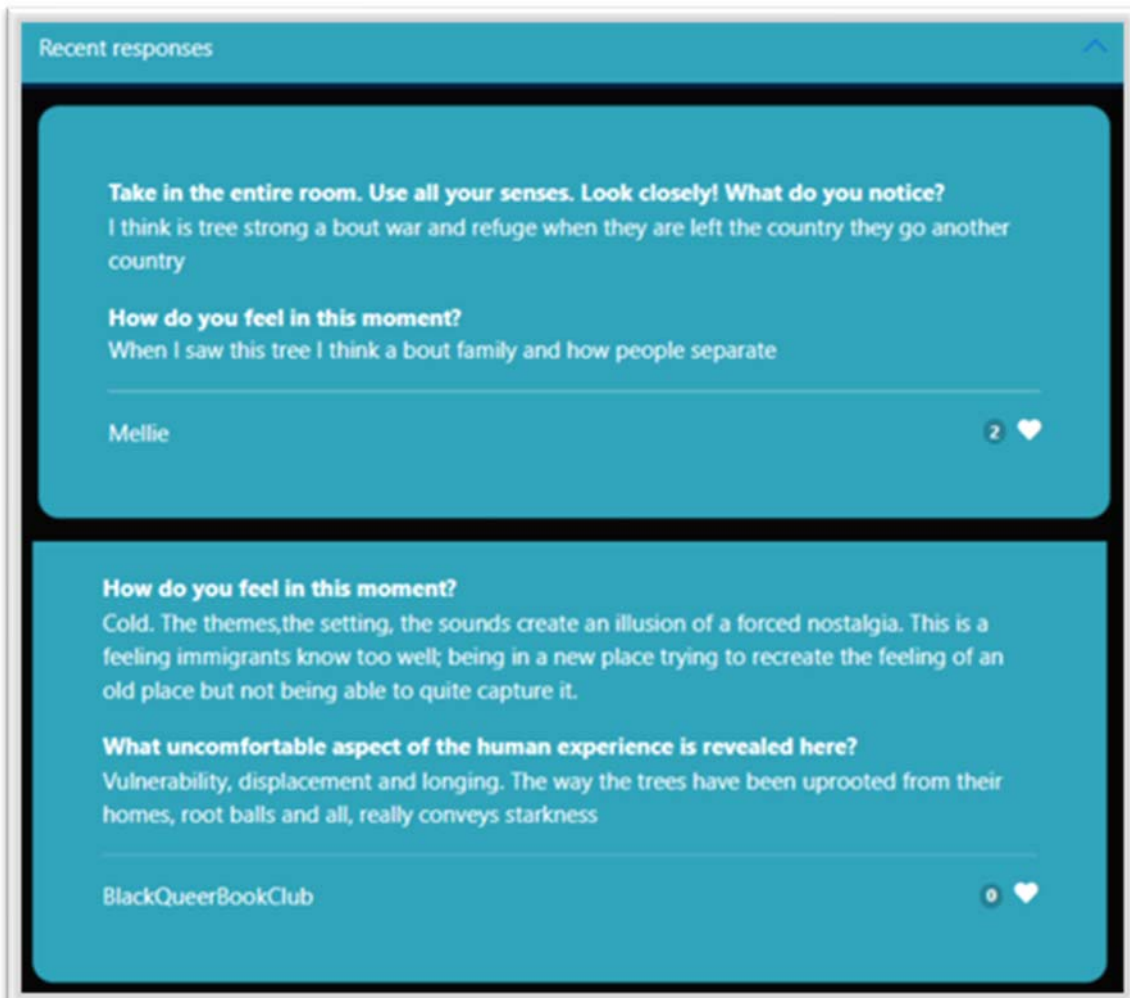 Recent responses
Take in the entire room. Use all your senses. Look closely! What do you notice?
I think is tree strong a bout war and refuge when they are left the country they go another
country
How do you feel in this moment?
When I saw this tree I think a bout family and how people separate
Mellie
2
How do you feel in this moment?
Cold. The themes,the setting, the sounds create an illusion of a forced nostalgia. This is a
feeling immigrants know too well; being in a new place trying to recreate the feeling of an
old place but not being able to quite capture it.
What uncomfortable aspect of the human experience is revealed here?
Vulnerability, displacement and longing. The way the trees have been uprooted from their
homes, root balls and all, really conveys starkness
BlackQueerBookClub
0